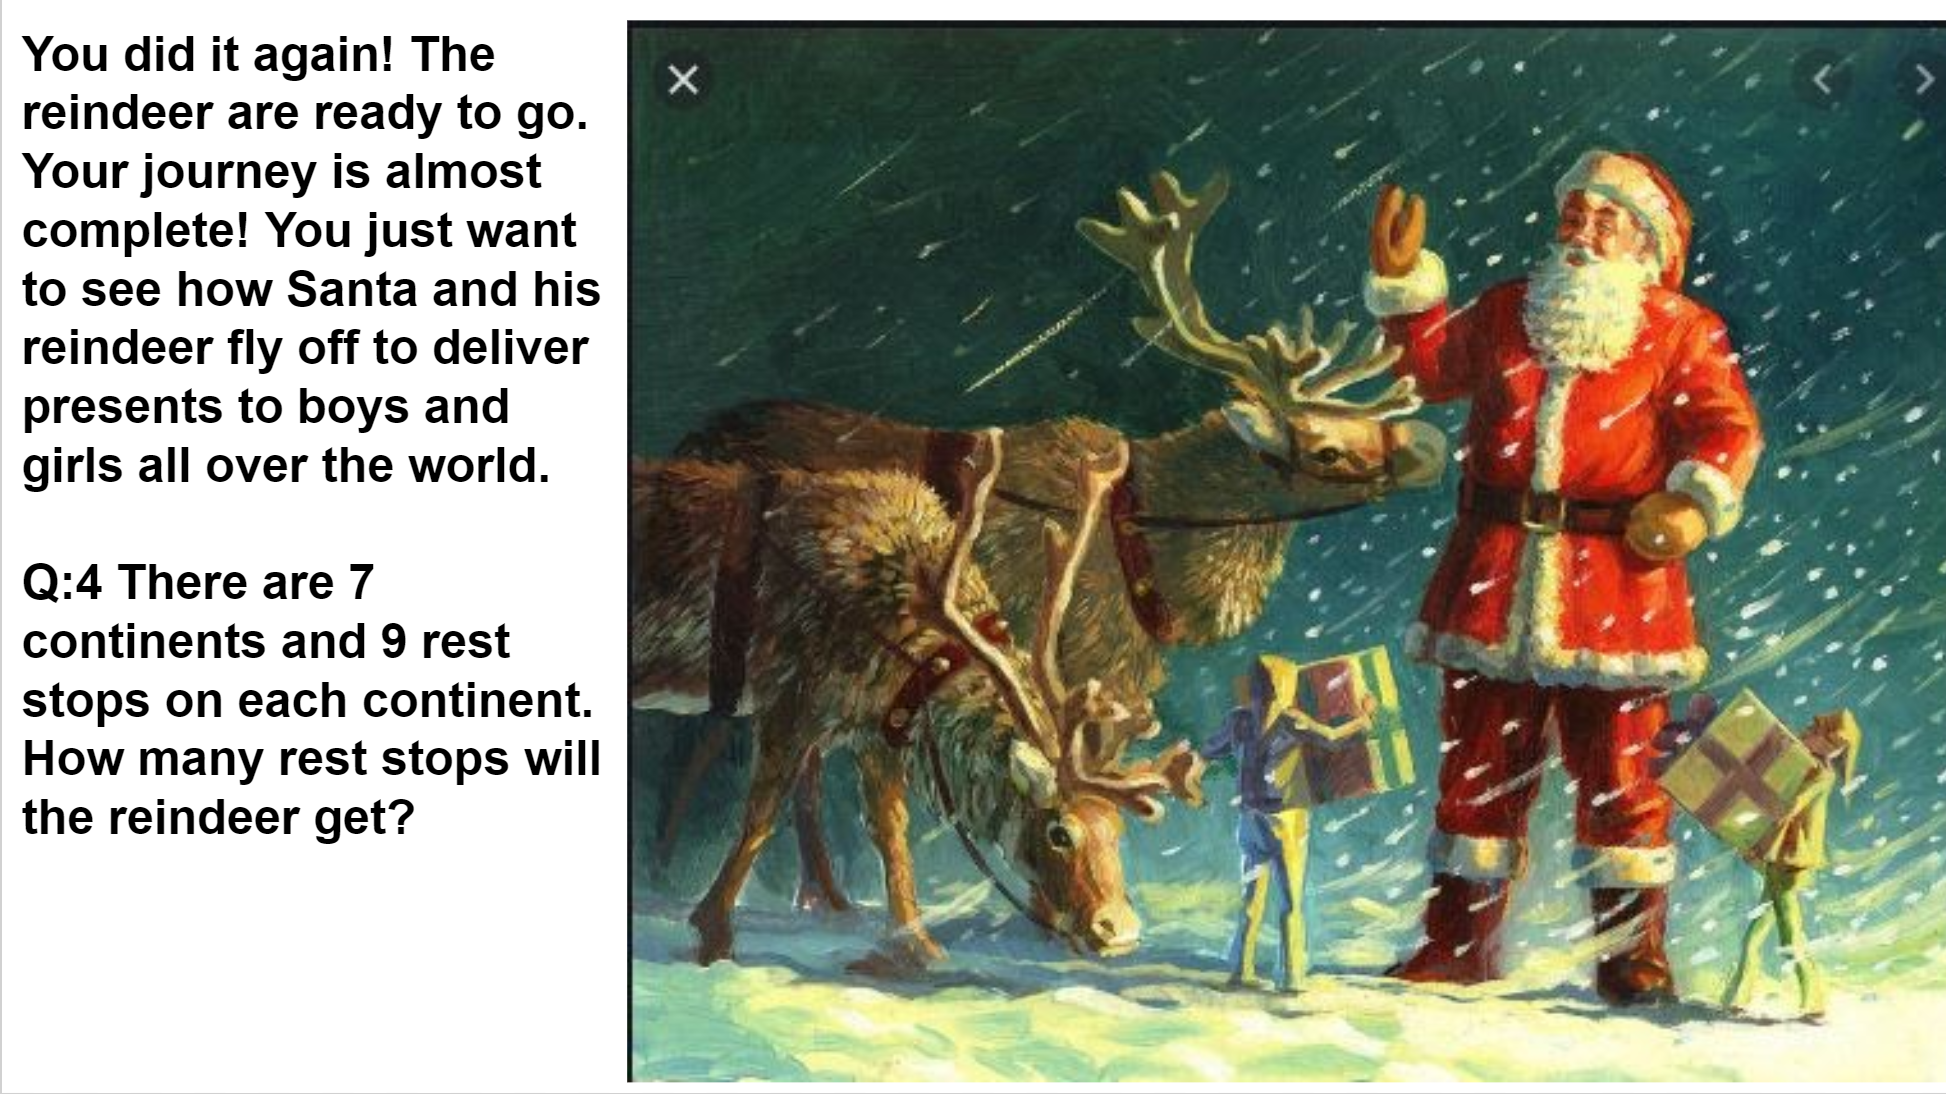 You did it again! The
reindeer are ready to go.
Your journey is almost
complete! You just want
to see how Santa and his
reindeer fly off to deliver
presents to boys and
girls all over the world.
Q:4 There are 7
continents and 9 rest
stops on each continent.
How many rest stops will
the reindeer get?